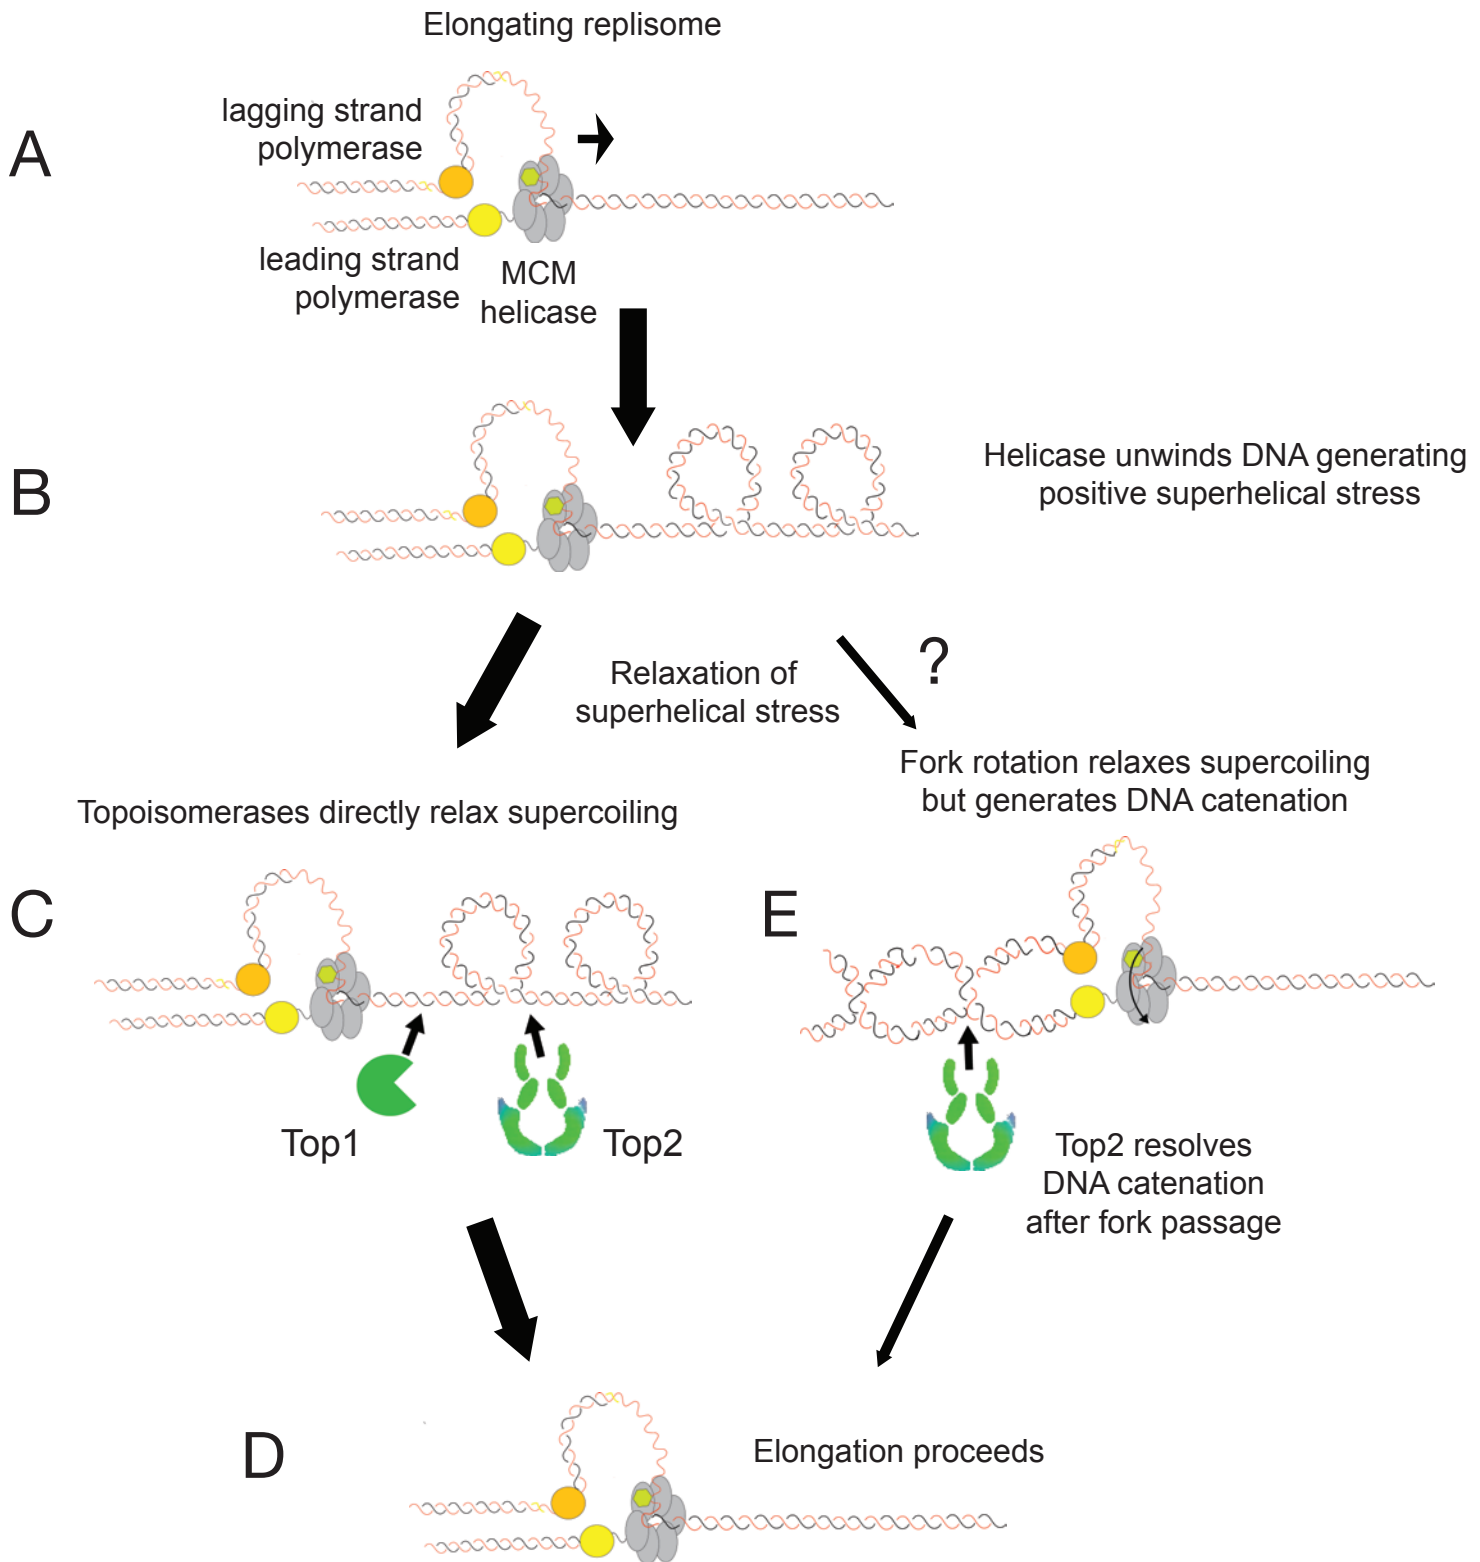 Elongating replisome
A
lagging strand
polymerase
leading strand
polymerase
MCM
helicase
B
Helicase unwinds DNA generating
positive superhelical stress
Relaxation of
superhelical stress
?
Fork rotation relaxes supercoiling
but generates DNA catenation
Topoisomerases directly relax supercoiling
C
E
Top1
Top2
Top2 resolves
DNA catenation
after fork passage
D
Elongation proceeds